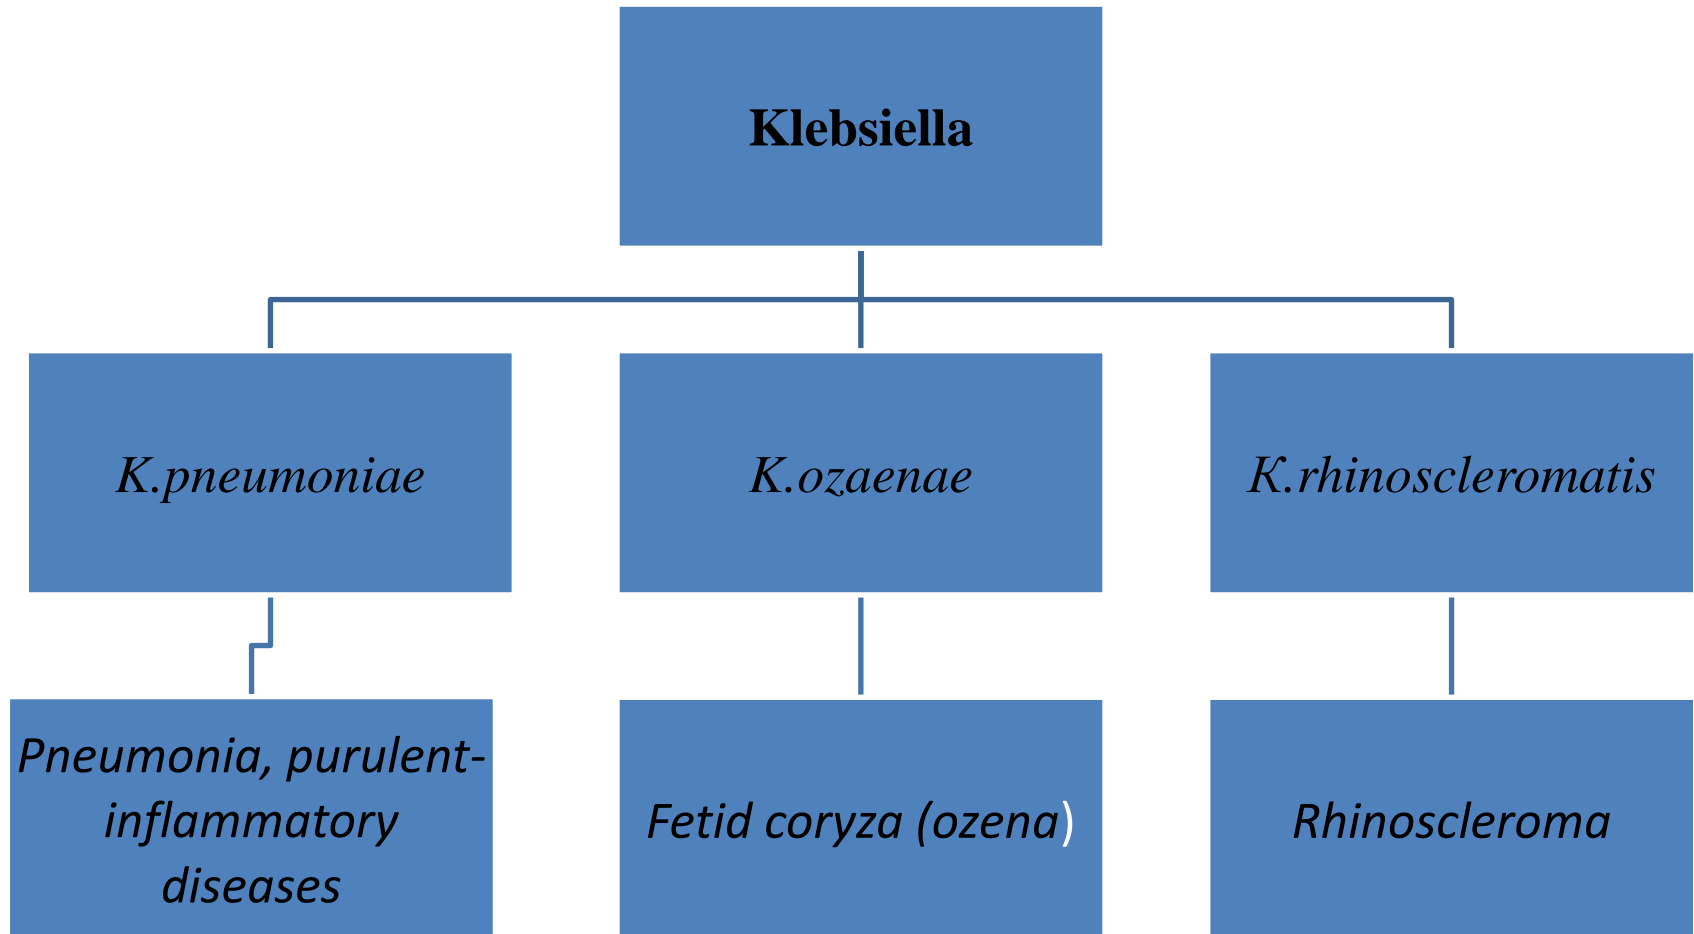 Klebsiella
K.pneumoniae
K.ozaenae
K.rhinoscleromatis
Pneumonia, purulent-
inflammatory
diseases
Fetid coryza (ozena)
Rhinoscleroma